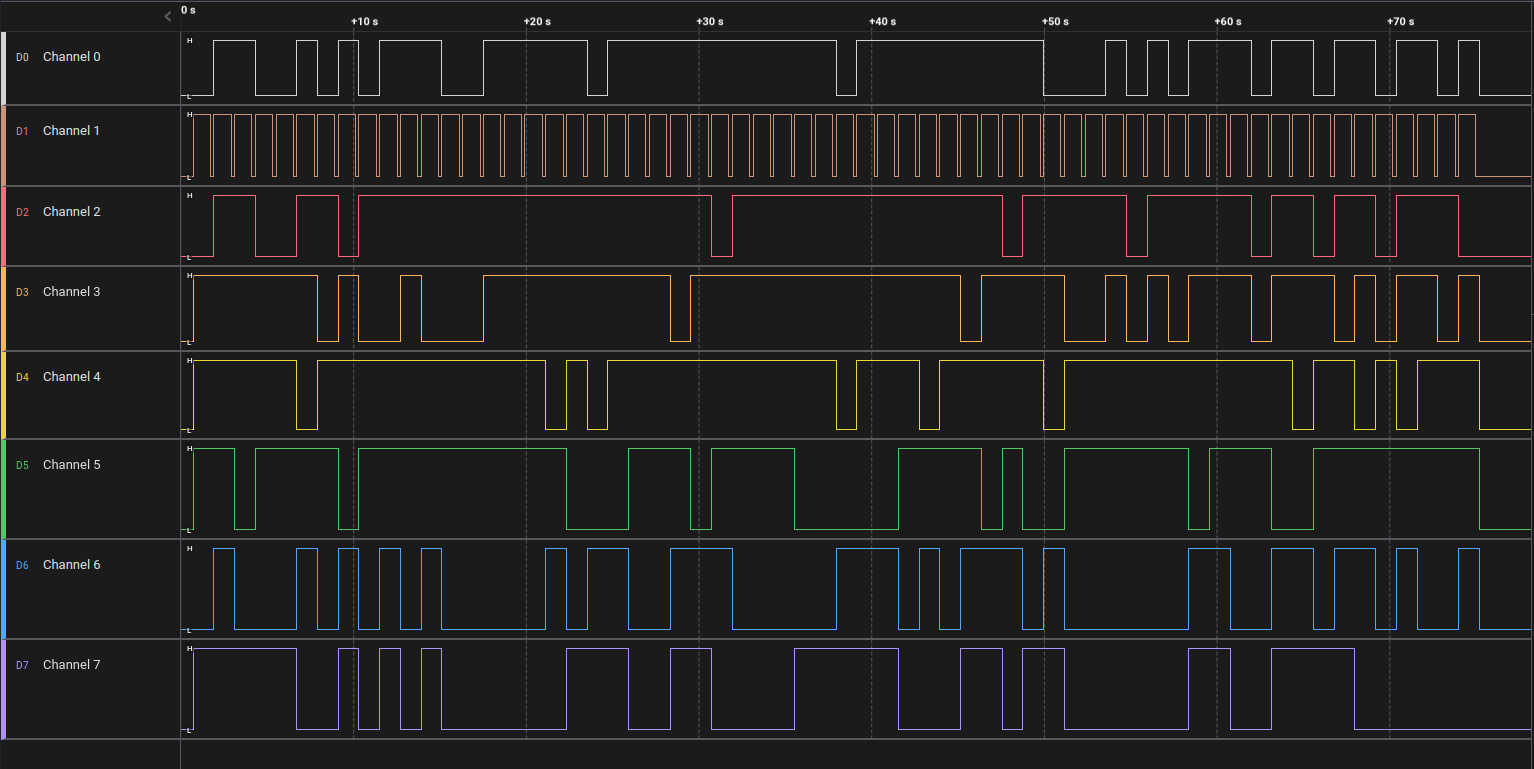 0 s
+10 s +20 s +30 s +40 s +50 s +60 s +70 s
D0 Channel 0 H L
D1 Channel 1 H L
D2 Channel 2 H L
D3 Channel 3 H L
D4 Channel 4 H L
D5 Channel 5 H L
D6 Channel 6 H L
D7 Channel 7 H L